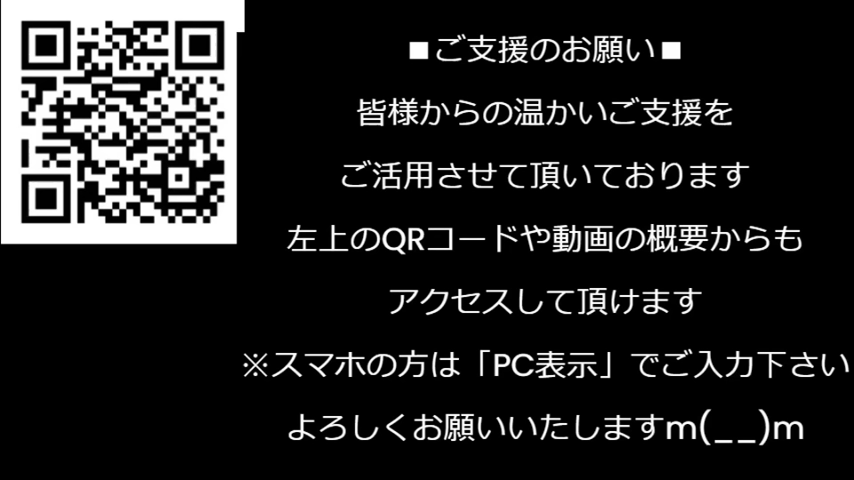 ■ご支援のお願い■
皆様からの温かいご支援を
ご活用させて頂いております
左上のQRコードや動画の概要からも
アクセスして頂けます
※スマホの方は「PC表示」でご入力下さい
よろしくお願いいたしますm(__)m